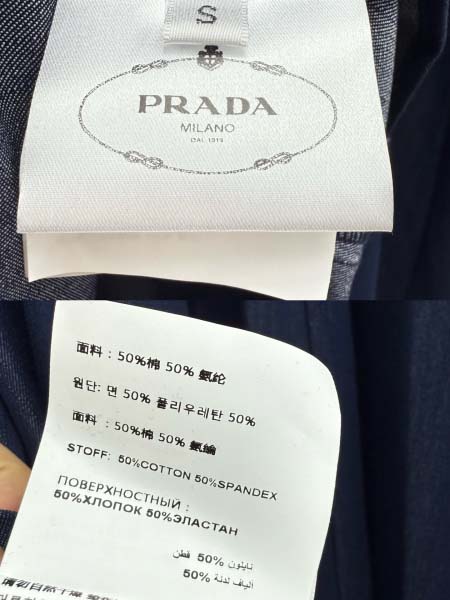 S
PRADA
MILANO
DAL 1913
面料：50%棉 50% 氨纶
원단: 면 50% 폴리우레탄 50%
面料：50%棉 50% 氨綸
STOFF: 50%COTTON 50%SPANDEX
ПОВЕРХНОСТНЫЙ :
50%ХЛОПОК 50%ЭЛАСТАН
نايلون %50 قطن
ألياف لدنة %50